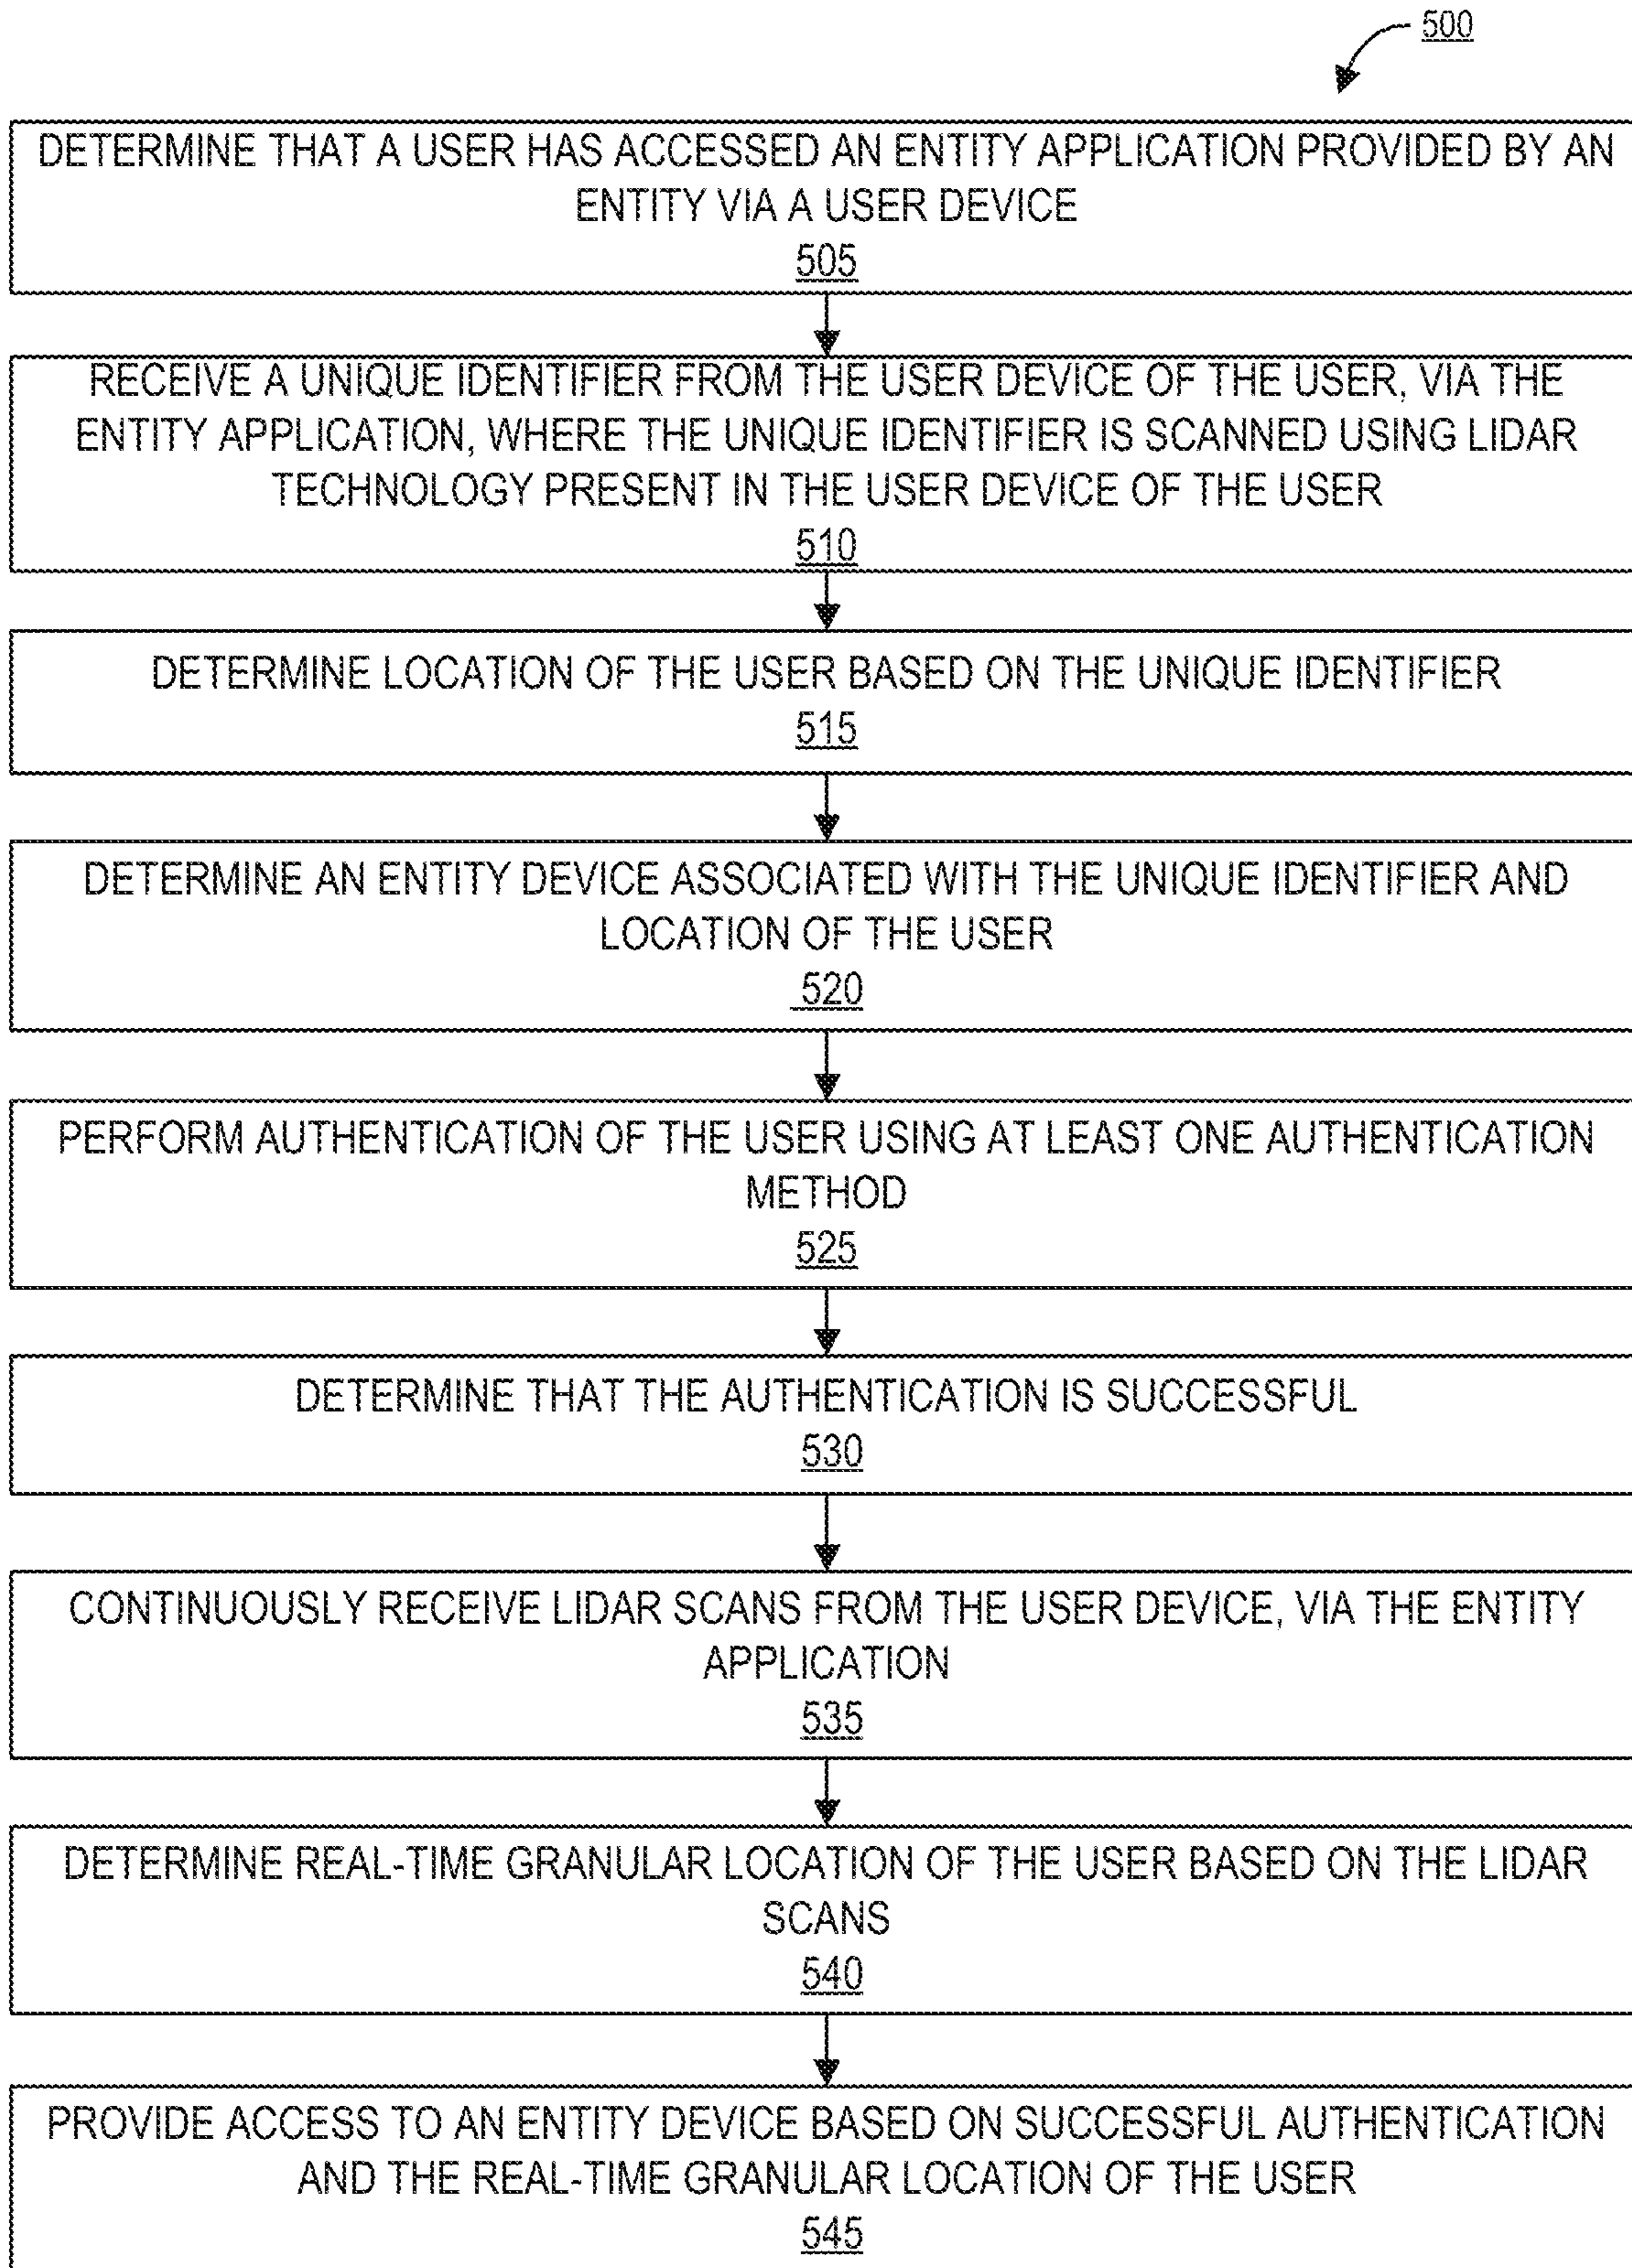 500
DETERMINE THAT A USER HAS ACCESSED AN ENTITY APPLICATION PROVIDED BY AN
ENTITY VIA A USER DEVICE
505
RECEIVE A UNIQUE IDENTIFIER FROM THE USER DEVICE OF THE USER, VIA THE
ENTITY APPLICATION, WHERE THE UNIQUE IDENTIFIER IS SCANNED USING LIDAR
TECHNOLOGY PRESENT IN THE USER DEVICE OF THE USER
510
DETERMINE LOCATION OF THE USER BASED ON THE UNIQUE IDENTIFIER
515
DETERMINE AN ENTITY DEVICE ASSOCIATED WITH THE UNIQUE IDENTIFIER AND
LOCATION OF THE USER
520
PERFORM AUTHENTICATION OF THE USER USING AT LEAST ONE AUTHENTICATION
METHOD
525
DETERMINE THAT THE AUTHENTICATION IS SUCCESSFUL
530
CONTINUOUSLY RECEIVE LIDAR SCANS FROM THE USER DEVICE, VIA THE ENTITY
APPLICATION
535
DETERMINE REAL-TIME GRANULAR LOCATION OF THE USER BASED ON THE LIDAR
SCANS
540
PROVIDE ACCESS TO AN ENTITY DEVICE BASED ON SUCCESSFUL AUTHENTICATION
AND THE REAL-TIME GRANULAR LOCATION OF THE USER
545